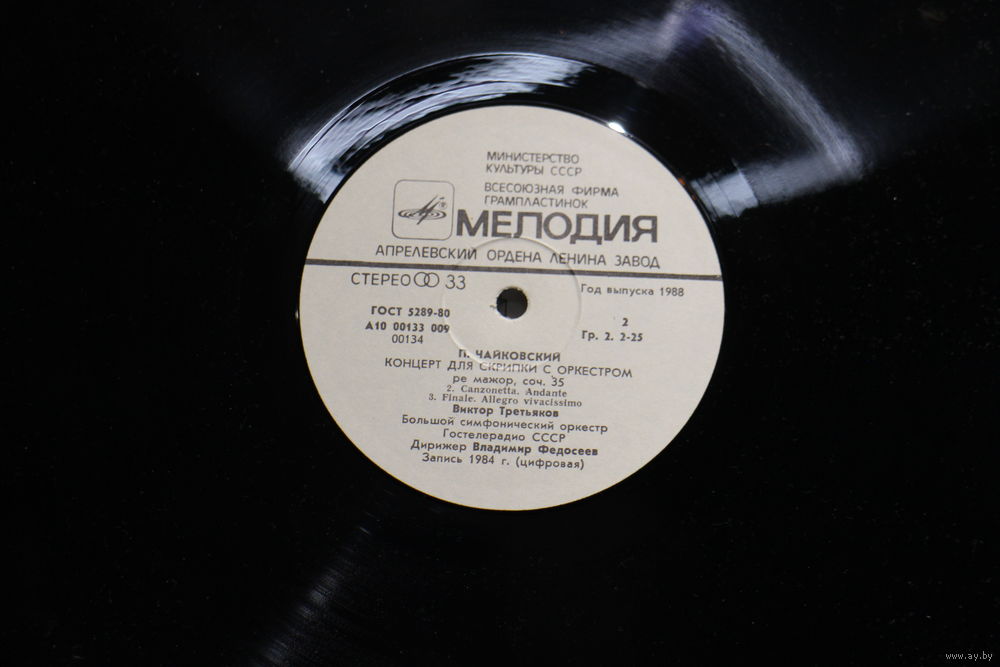 МИНИСТЕРСТВО
КУЛЬТУРЫ СССР
ВСЕСОЮЗНАЯ ФИРМА
ГРАМПЛАСТИНОК
МЕЛОДИЯ
АПРЕЛЕВСКИЙ ОРДЕНА ЛЕНИНА ЗАВОД
СТЕРЕО 33
Год выпуска 1988
ГОСТ 5289-80
А10 00133 009
00134
2
Гр. 2. 2-25
П. ЧАЙКОВСКИЙ
КОНЦЕРТ ДЛЯ СКРИПКИ С ОРКЕСТРОМ
ре мажор, соч. 35
2. Canzonetta. Andante
3. Finale. Allegro vivacissimo
Виктор Третьяков
Большой симфонический оркестр
Гостелерадио СССР
Дирижер Владимир Федосеев
Запись 1984 г. (цифровая)
www.ay.by